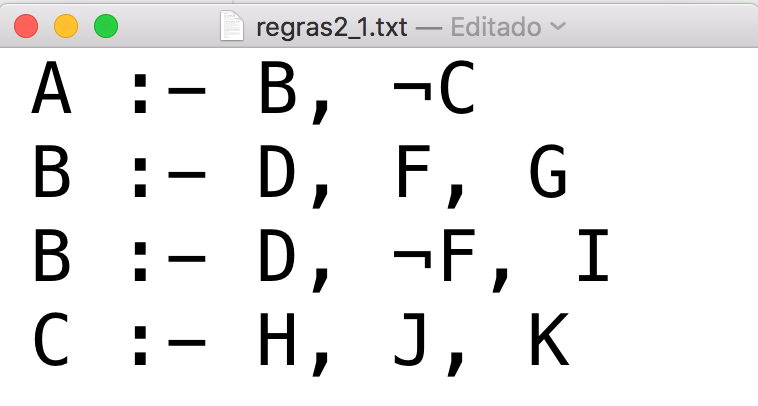 regras2_1.txt — Editado
A :- B, ¬C
B :- D, F, G
B :- D, ¬F, I
C :- H, J, K